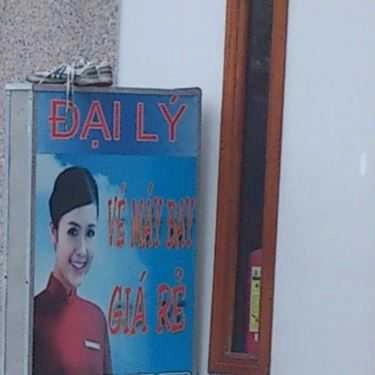 ĐẠI LÝ
VÉ MÁY BAY
GIÁ RẺ